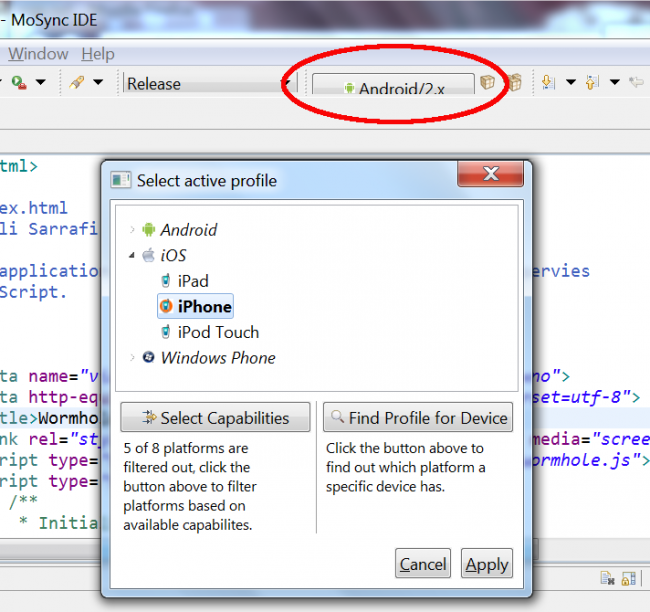 - MoSync IDE
Window Help
Release
Android/2.x
tml>
Select active profile
ex.html
li Sarrafi
Android
iOS
application
ervies
Script.
iPad
iPhone
iPod Touch
Windows Phone
ta name="v
no">
ta http-eq
set=utf-8">
tle>Wormho
nk rel="st
media="scree
ript type=
ormhole.js">
ript type=
/**
* Initia
Select Capabilities
Find Profile for Device
5 of 8 platforms are
filtered out, click the
button above to filter
platforms based on
available capabilites.
Click the button above to
find out which platform a
specific device has.
Cancel
Apply